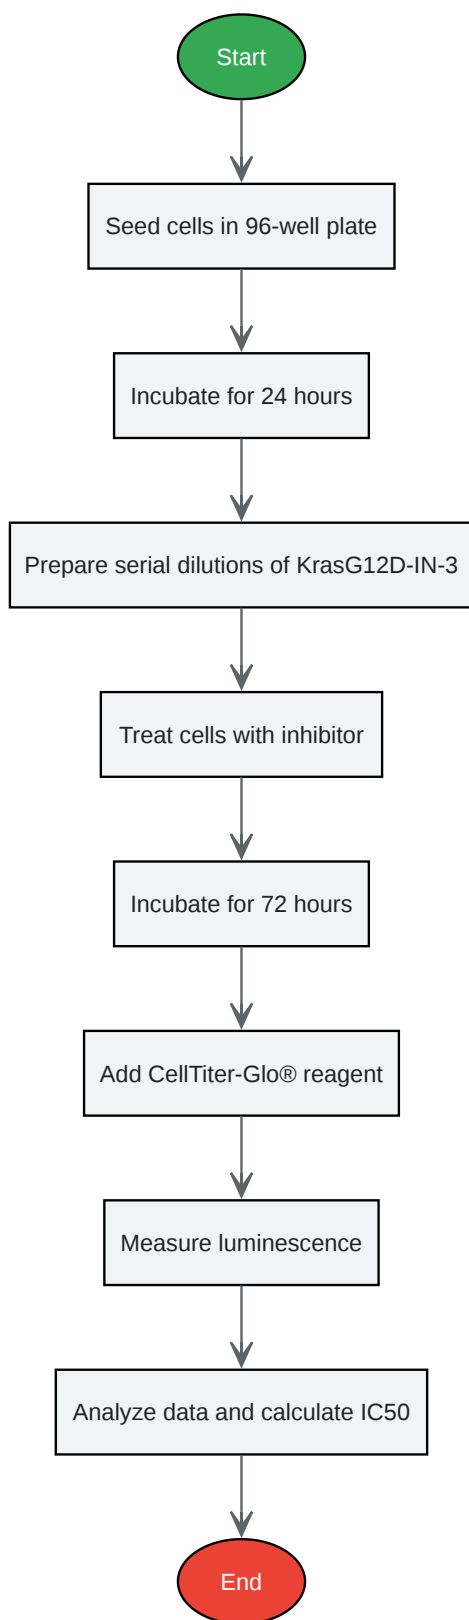 Start
Seed cells in 96-well plate
Incubate for 24 hours
Prepare serial dilutions of KrasG12D-IN-3
Treat cells with inhibitor
Incubate for 72 hours
Add CellTiter-Glo® reagent
Measure luminescence
Analyze data and calculate IC50
End